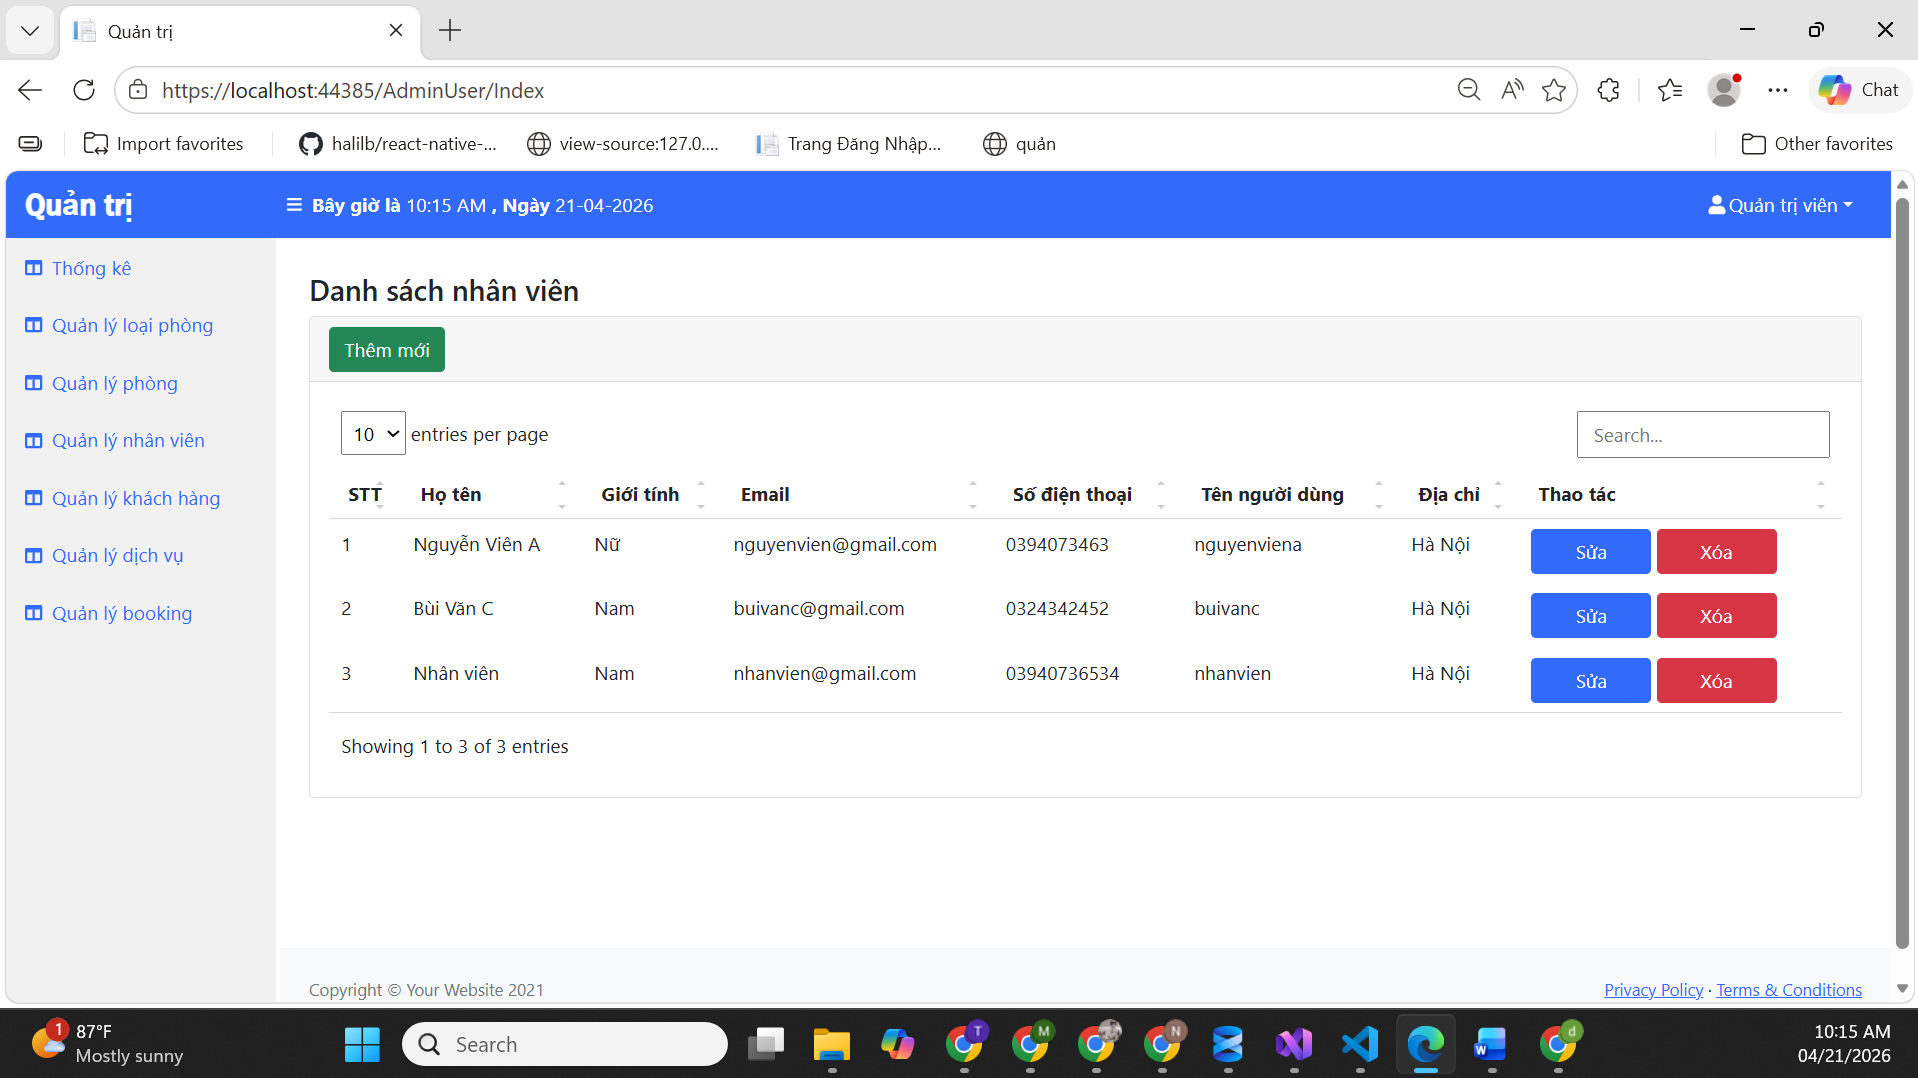 Quản trị
https://localhost:44385/AdminUser/Index
Chat
Import favorites
halilb/react-native-...
view-source:127.0....
Trang Đăng Nhập...
quản
Other favorites
Quản trị
Bây giờ là 10:15 AM , Ngày 21-04-2026
Quản trị viên
Thống kê
Quản lý loại phòng
Quản lý phòng
Quản lý nhân viên
Quản lý khách hàng
Quản lý dịch vụ
Quản lý booking
Danh sách nhân viên
Thêm mới
10 entries per page
Search...
STT Họ tên Giới tính Email Số điện thoại Tên người dùng Địa chỉ Thao tác
1 Nguyễn Viên A Nữ nguyenvien@gmail.com 0394073463 nguyenviena Hà Nội Sửa Xóa
2 Bùi Văn C Nam buivanc@gmail.com 0324342452 buivanc Hà Nội Sửa Xóa
3 Nhân viên Nam nhanvien@gmail.com 03940736534 nhanvien Hà Nội Sửa Xóa
Showing 1 to 3 of 3 entries
Copyright © Your Website 2021
Privacy Policy · Terms & Conditions
1
87°F
Mostly sunny
Search
T
M
N
d
10:15 AM
04/21/2026